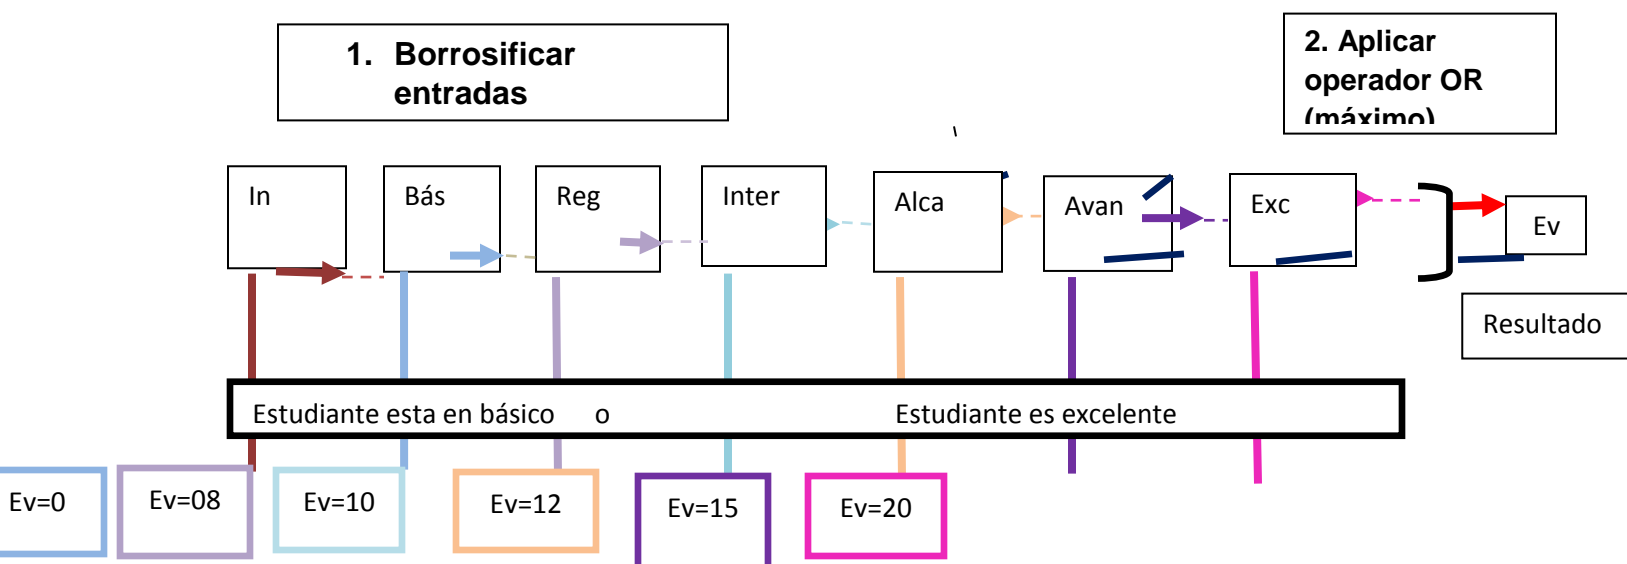 1. Borrosificar
entradas
2. Aplicar
operador OR
(máximo)
In
Bás
Reg
Inter
Alca
Avan
Exc
Ev
Resultado
Estudiante esta en básico o Estudiante es excelente
Ev=0
Ev=08
Ev=10
Ev=12
Ev=15
Ev=20